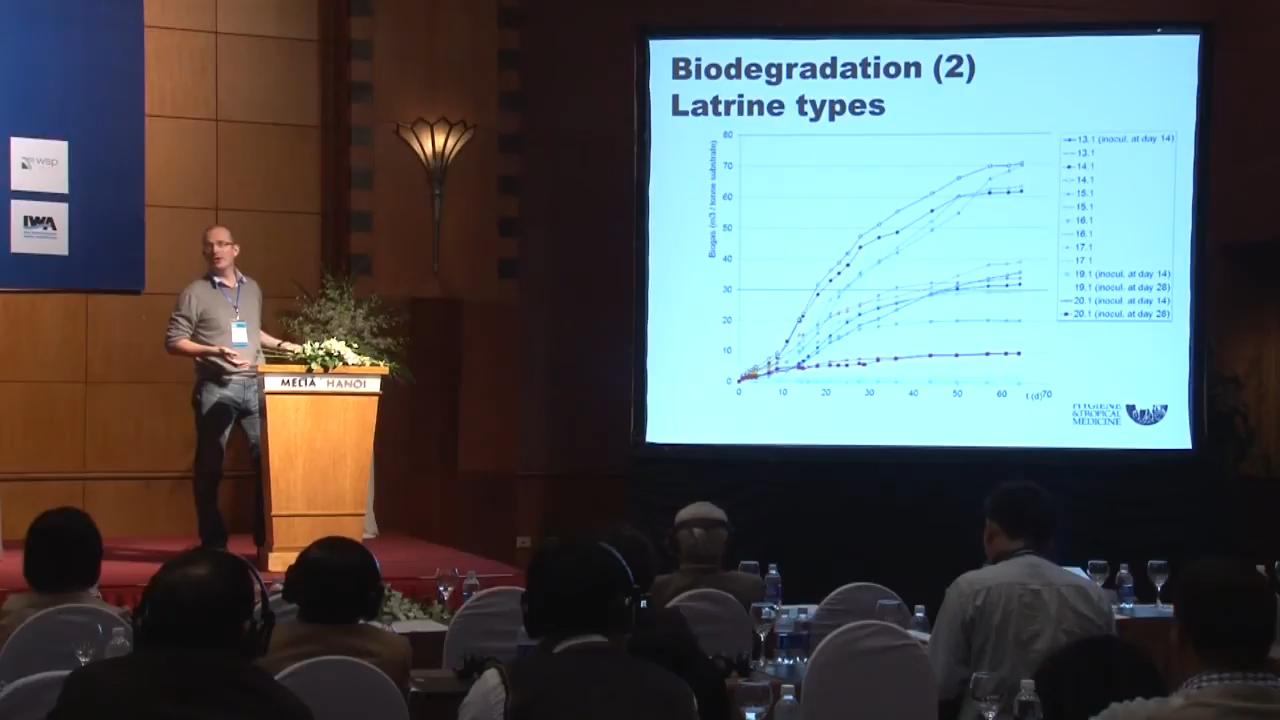 Biodegradation (2)
Latrine types
wsp
IWA
MELIA HANOI
Biogas (m3 / tonne substrate)
80
70
60
50
40
30
20
10
0
0 10 20 30 40 50 60 t (d) 70
13.1 (inocul. at day 14)
13.1
14.1
14.1
15.1
15.1
16.1
16.1
17.1
17.1
19.1 (inocul. at day 14)
19.1 (inocul. at day 28)
20.1 (inocul. at day 14)
20.1 (inocul. at day 28)
HYGIENE
&TROPICAL
MEDICINE